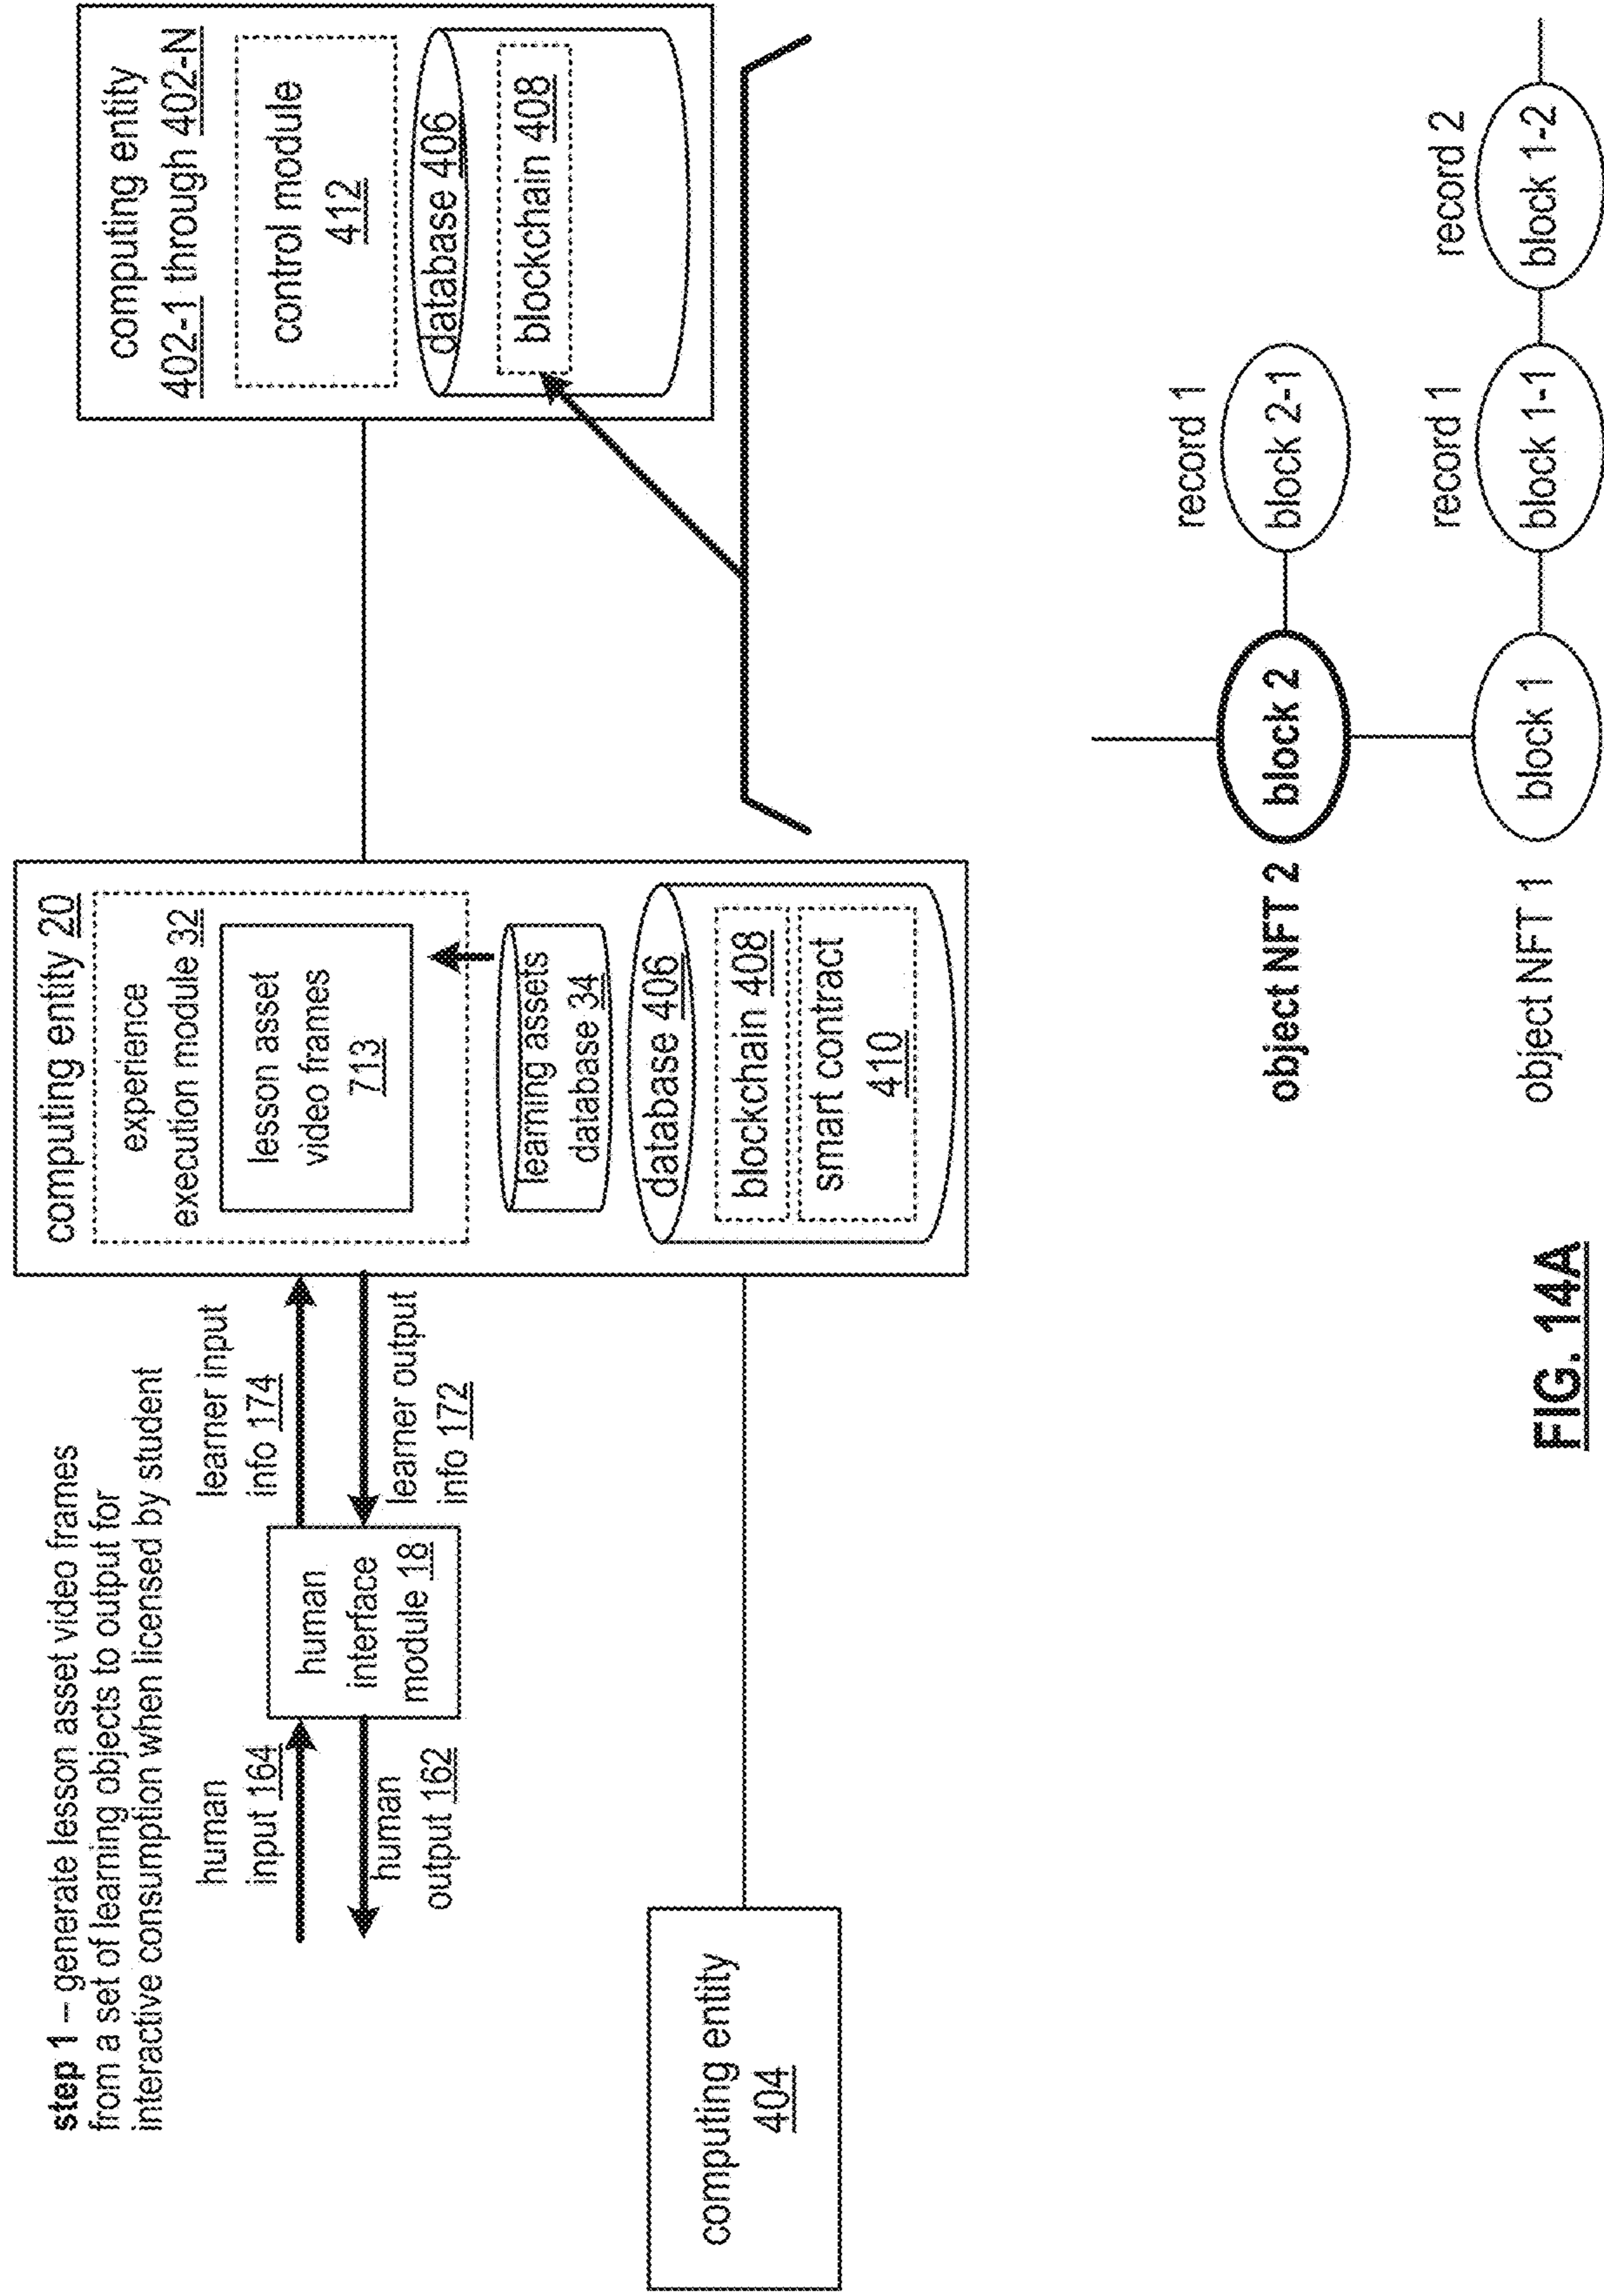 step 1 – generate lesson asset video frames
from a set of learning objects to output for
interactive consumption when licensed by student
human
input 164
human
output 162
human
interface
module 18
learner input
info 174
learner output
info 172
computing entity
404
computing entity 20
experience
execution module 32
lesson asset
video frames
713
learning assets
database 34
database 406
blockchain 408
smart contract
410
computing entity
402-1 through 402-N
control module
412
database 406
blockchain 408
record 1
object NFT 2
block 2
block 2-1
record 1
record 2
object NFT 1
block 1
block 1-1
block 1-2
FIG. 14A